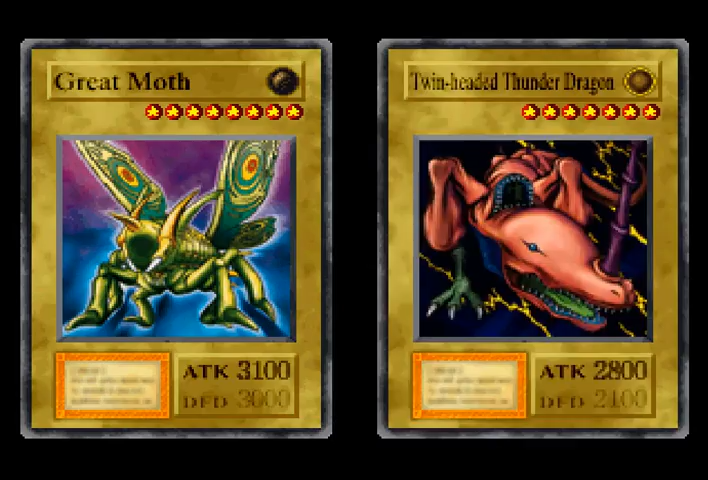 Great Moth
ATK 3100
DFD 3000
Twin-headed Thunder Dragon
ATK 2800
DFD 2100